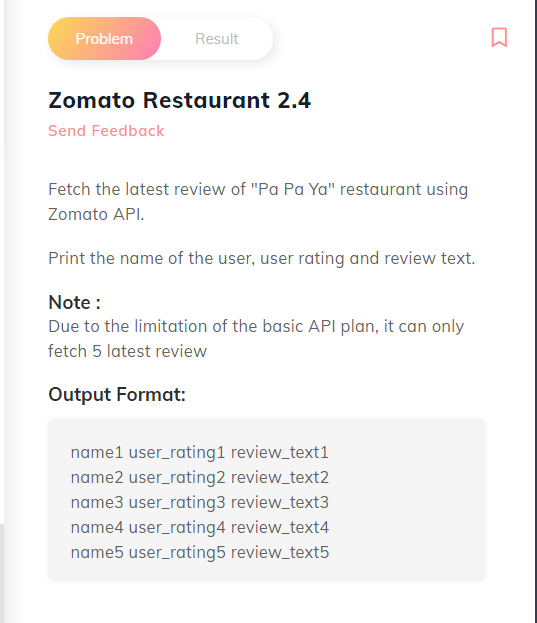 Problem
Result
Zomato Restaurant 2.4
Send Feedback
Fetch the latest review of "Pa Pa Ya" restaurant using
Zomato API.
Print the name of the user, user rating and review text.
Note :
Due to the limitation of the basic API plan, it can only
fetch 5 latest review
Output Format:
name1 user_rating1 review_text1
name2 user_rating2 review_text2
name3 user_rating3 review_text3
name4 user_rating4 review_text4
name5 user_rating5 review_text5